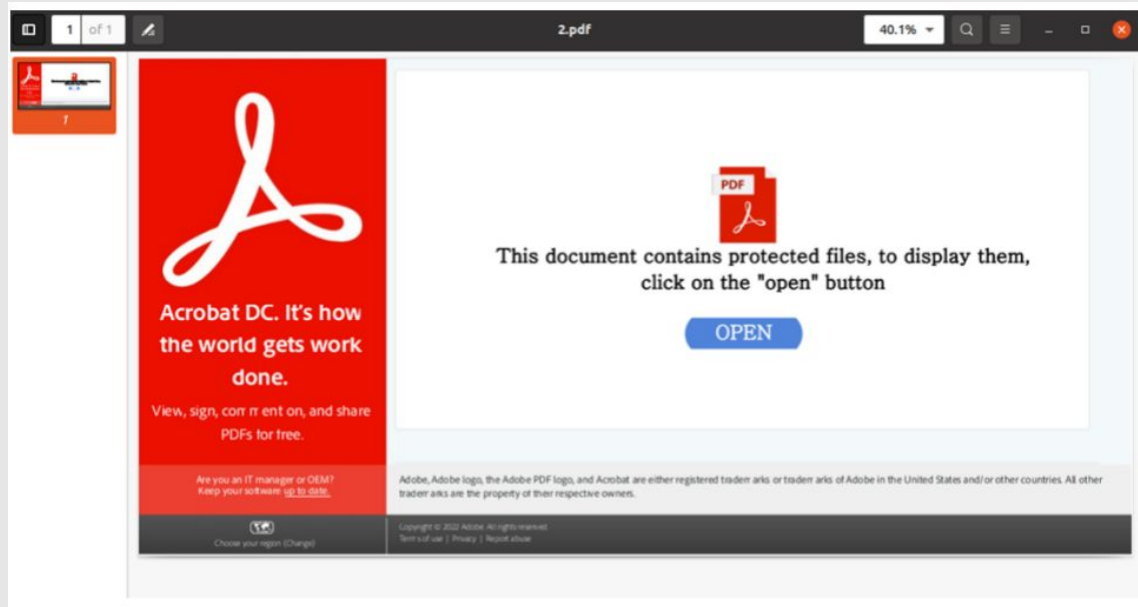 1 of 1
2.pdf
40.1%
1
Acrobat DC. It's how
the world gets work
done.
View, sign, comment on, and share
PDFs for free.
Are you an IT manager or OEM?
Keep your software up to date.
Choose your region (Change)
PDF
This document contains protected files, to display them,
click on the "open" button
OPEN
Adobe, Adobe logo, the Adobe PDF logo, and Acrobat are either registered trademarks or trademarks of Adobe in the United States and/or other countries. All other
trademarks are the property of their respective owners.
Copyright © 2022 Adobe. All rights reserved.
Terms of use | Privacy | Report abuse